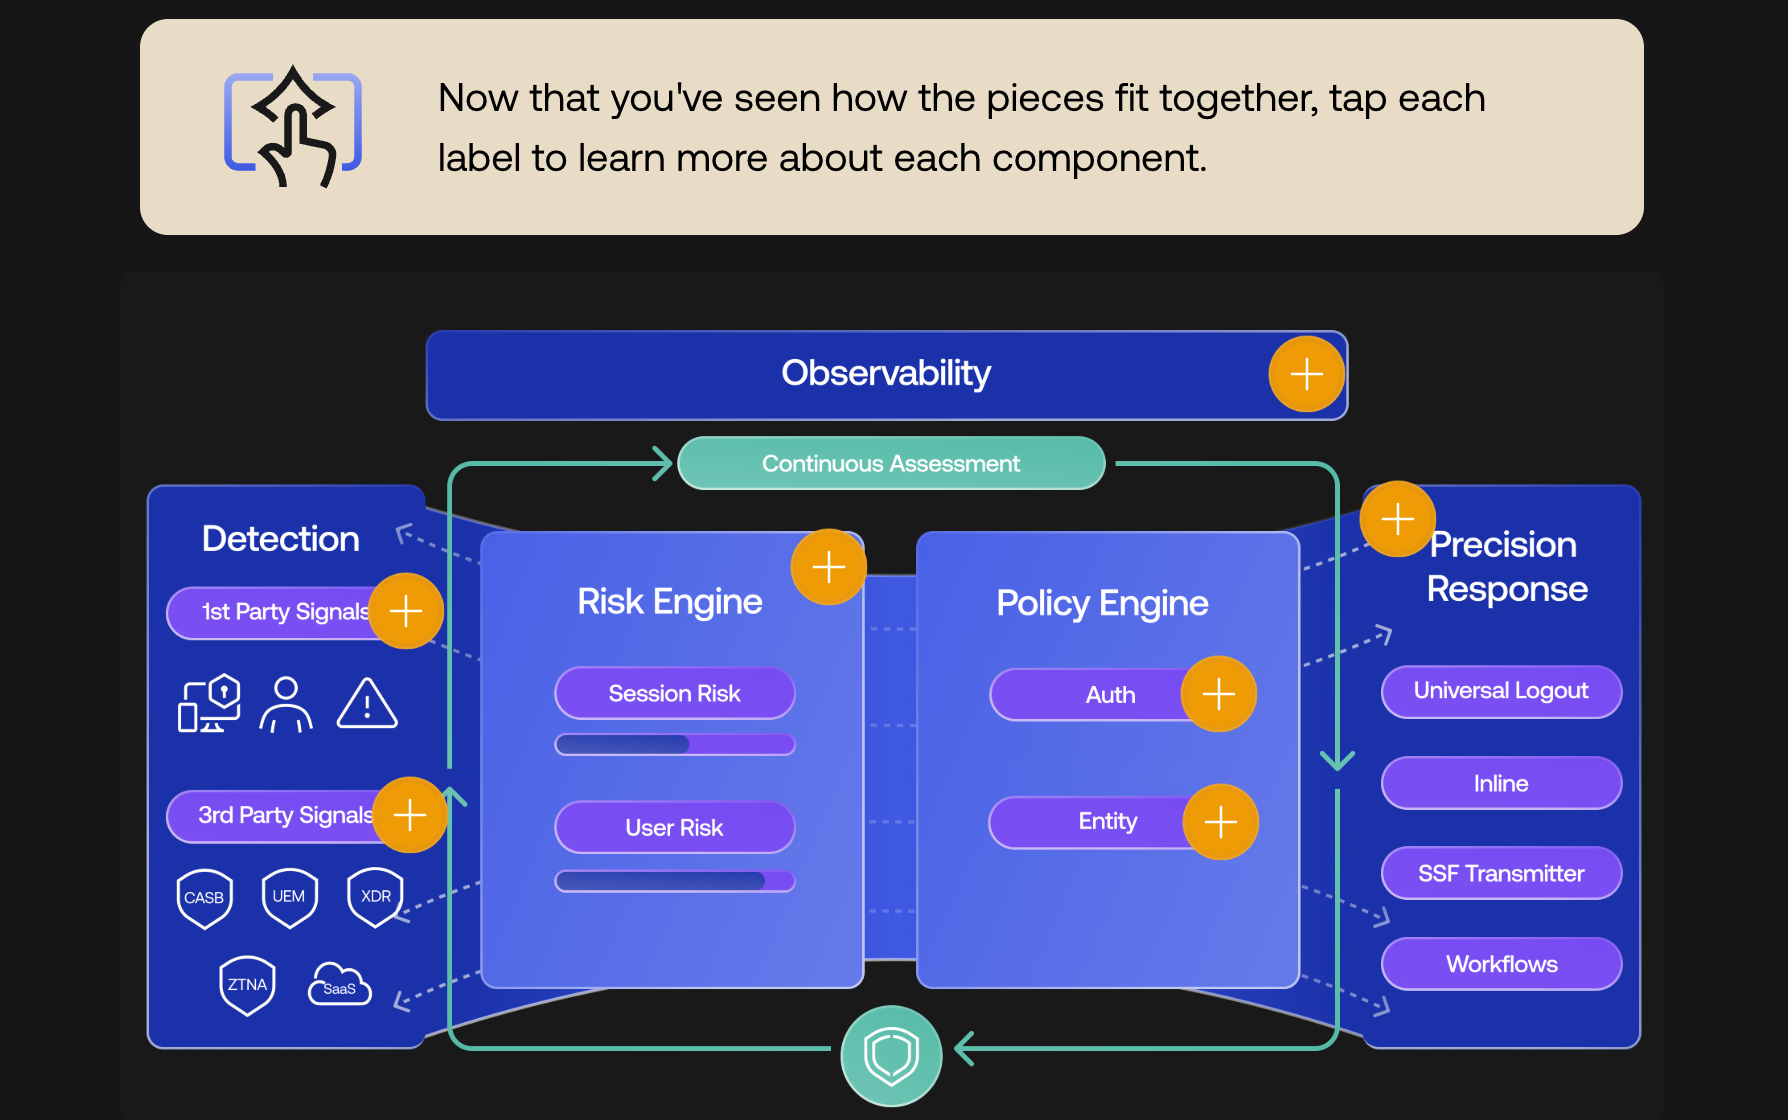 Now that you've seen how the pieces fit together, tap each
label to learn more about each component.
Observability
Continuous Assessment
Detection
1st Party Signals
3rd Party Signals
CASB
UEM
XDR
ZTNA
SaaS
Risk Engine
Session Risk
User Risk
Policy Engine
Auth
Entity
Precision
Response
Universal Logout
Inline
SSF Transmitter
Workflows